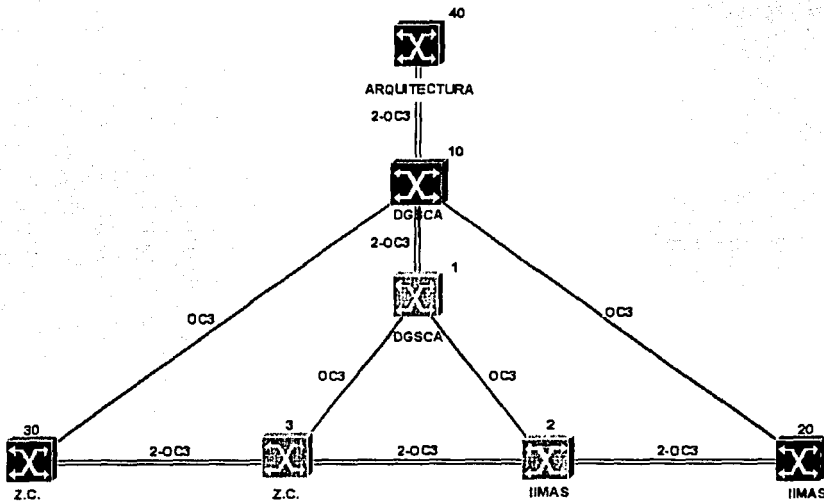 40
ARQUITECTURA
2-OC3
10
DGSCA
2-OC3
1
DGSCA
OC3
OC3
OC3
OC3
30
3
2
20
2-OC3
2-OC3
2-OC3
Z.C.
Z.C.
IIMAS
IIMAS